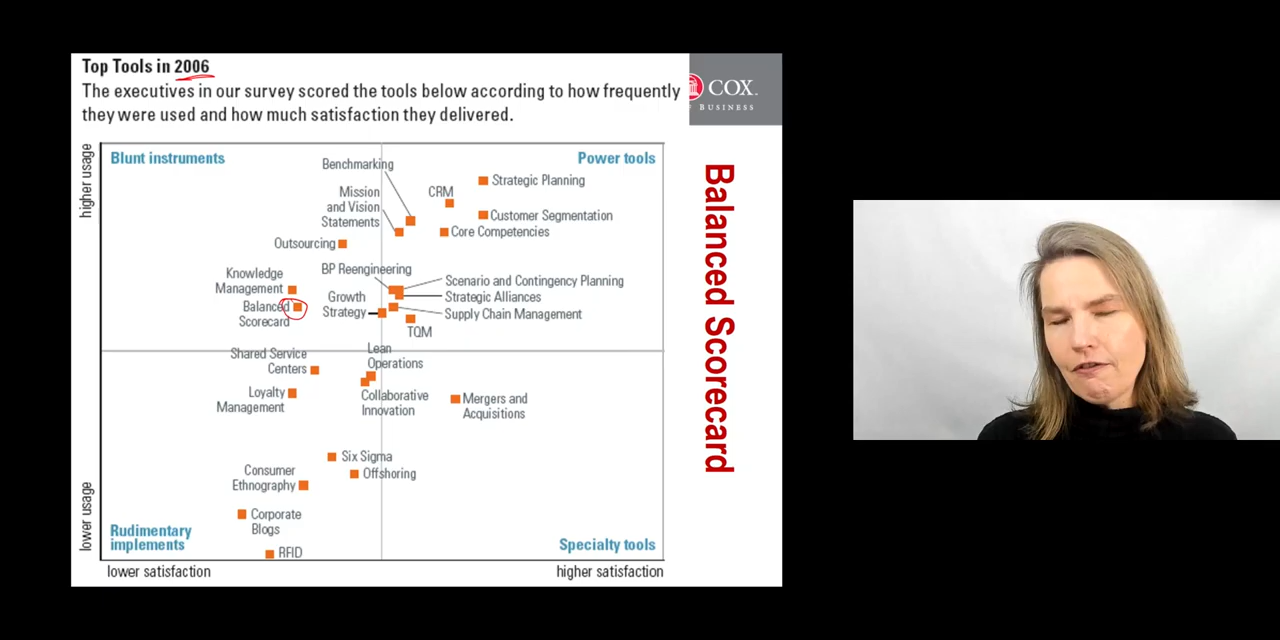 Top Tools in 2006
The executives in our survey scored the tools below according to how frequently
they were used and how much satisfaction they delivered.
COX
BUSINESS
Balanced Scorecard
higher usage
lower usage
Blunt instruments
Power tools
Benchmarking
Strategic Planning
Mission
and Vision
Statements
CRM
Customer Segmentation
Core Competencies
Outsourcing
Knowledge
Management
BP Reengineering
Scenario and Contingency Planning
Strategic Alliances
Supply Chain Management
Growth
Strategy
Balanced
Scorecard
TQM
Shared Service
Centers
Lean
Operations
Loyalty
Management
Collaborative
Innovation
Mergers and
Acquisitions
Six Sigma
Offshoring
Consumer
Ethnography
Corporate
Blogs
RFID
Rudimentary
implements
Specialty tools
lower satisfaction
higher satisfaction